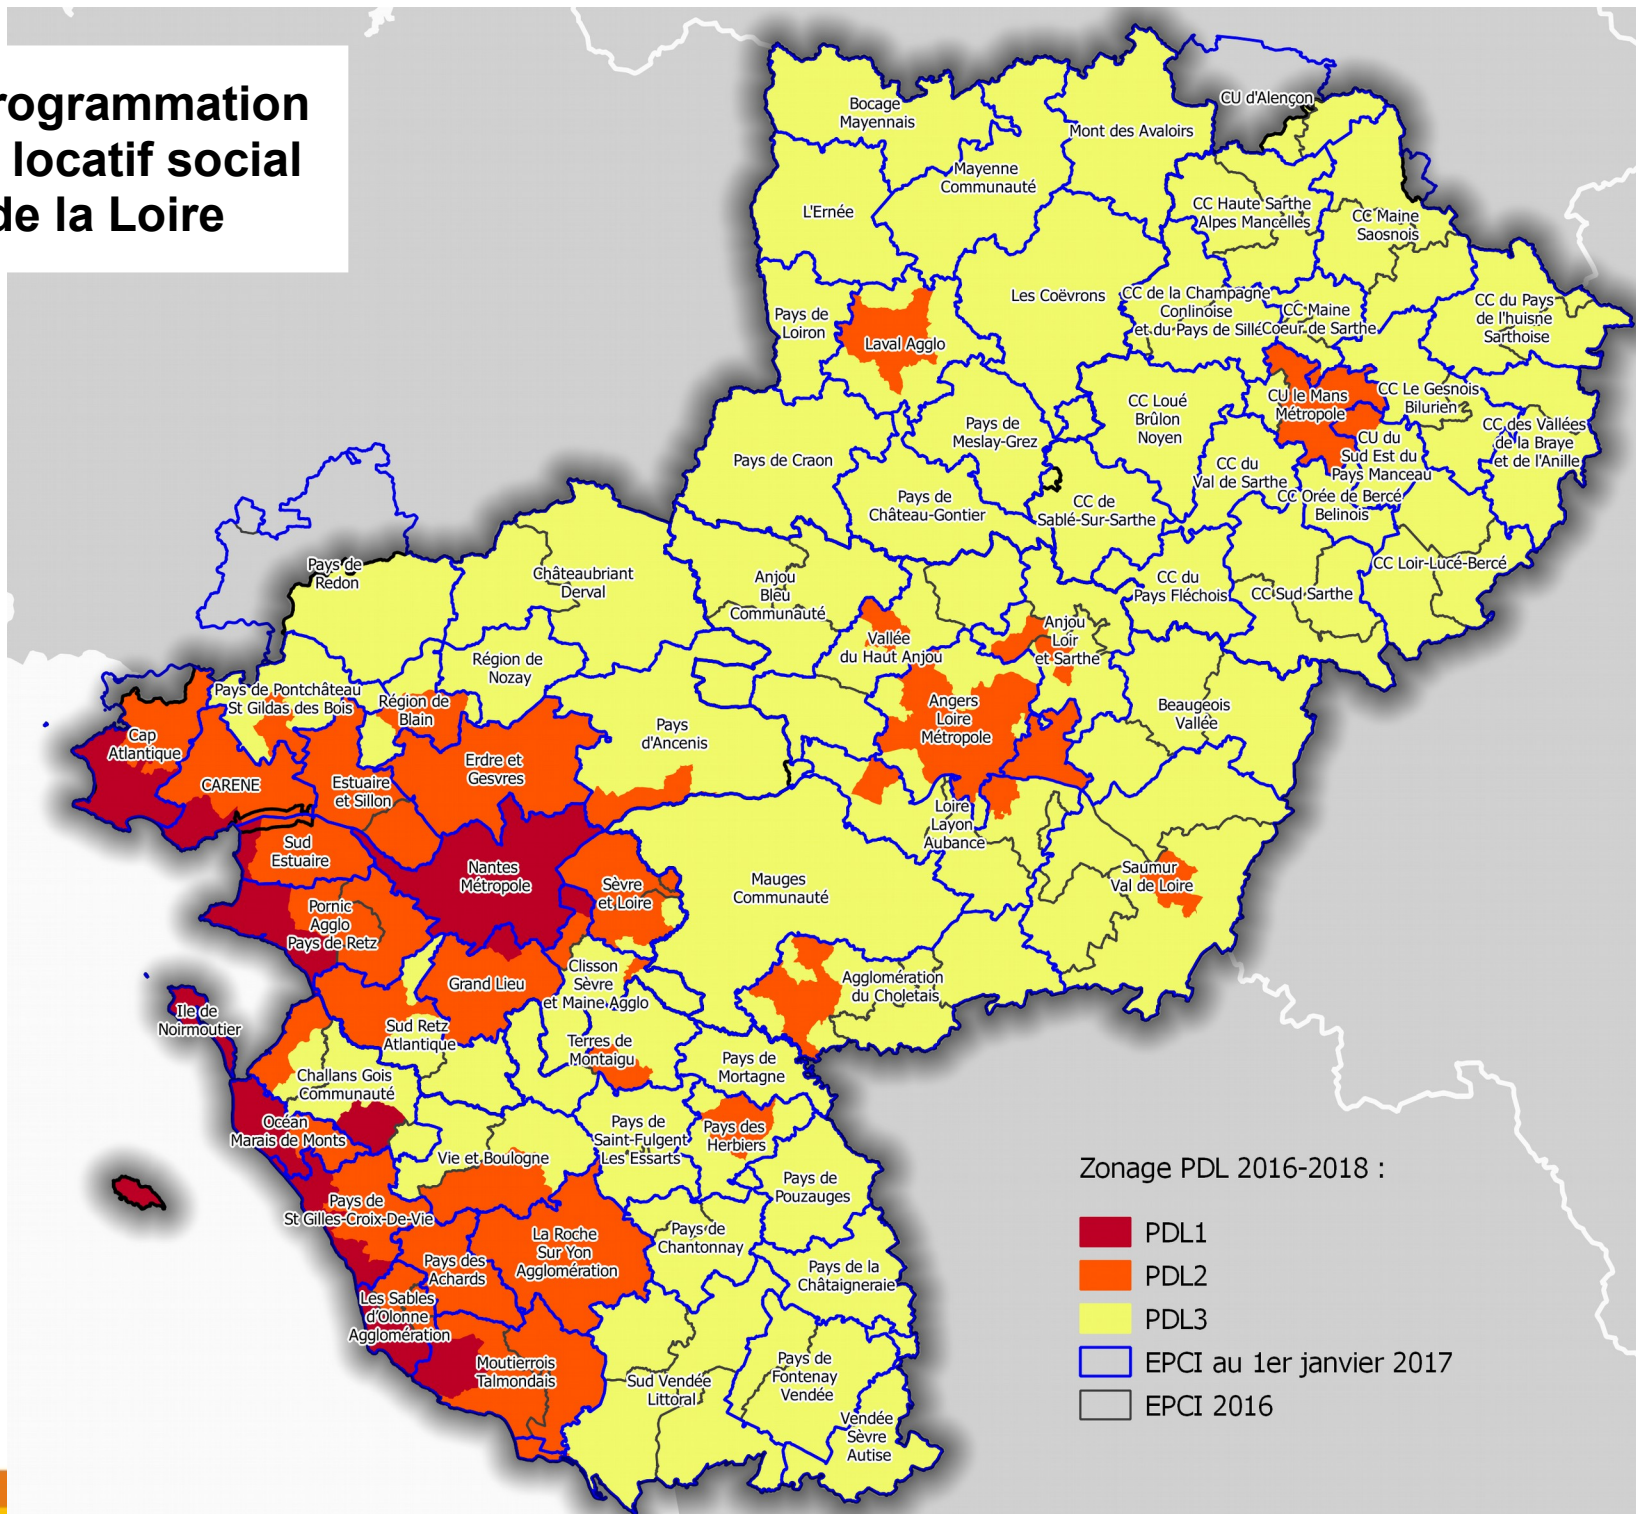 rogrammation
locatif social
de la Loire
CU d'Alençon
Bocage
Mayennais
Mont des Avaloirs
Mayenne
Communauté
L'Ernée
CC Haute Sarthe
Alpes Mancelles
CC Maine
Saosnois
Les Coëvrons
CC de la Champagne
Conlinoise
et du Pays de Sillé
CC Maine
Coeur de Sarthe
CC du Pays
de l'huisne
Sarthoise
Pays de
Loiron
Laval Agglo
CU le Mans
Métropole
CC Le Gesnois
Bilurien
CC Loué
Brûlon
Noyen
Pays de
Meslay-Grez
CC des Vallées
de la Braye
et de l'Anille
CU du
Sud Est du
Pays Manceau
Pays de Craon
CC du
Val de Sarthe
CC Orée de Bercé
Belinois
Pays de
Château-Gontier
CC de
Sablé-Sur-Sarthe
Pays de
Redon
Châteaubriant
Derval
Anjou
Bleu
Communauté
CC du
Pays Fléchois
CC Sud Sarthe
CC Loir-Lucé-Bercé
Vallée
du Haut Anjou
Anjou
Loir
et Sarthe
Région de
Nozay
Pays de Pontchâteau
St Gildas des Bois
Région de
Blain
Pays
d'Ancenis
Angers
Loire
Métropole
Beaugeois
Vallée
Cap
Atlantique
CARENE
Estuaire
et Sillon
Erdre et
Gesvres
Loire
Layon
Aubance
Sud
Estuaire
Nantes
Métropole
Sèvre
et Loire
Mauges
Communauté
Saumur
Val de Loire
Pornic
Agglo
Pays de Retz
Grand Lieu
Clisson
Sèvre
et Maine Agglo
Agglomération
du Choletais
Ile de
Noirmoutier
Sud Retz
Atlantique
Terres de
Montaigu
Pays de
Mortagne
Challans Gois
Communauté
Océan
Marais de Monts
Vie et Boulogne
Pays de
Saint-Fulgent
Les Essarts
Pays des
Herbiers
Pays de
Pouzauges
Pays de
St Gilles-Croix-De-Vie
La Roche
Sur Yon
Agglomération
Pays de
Chantonnay
Pays des
Achards
Pays de la
Châtaigneraie
Les Sables
d'Olonne
Agglomération
Moutierrois
Talmondais
Sud Vendée
Littoral
Pays de
Fontenay
Vendée
Vendée
Sèvre
Autise
Zonage PDL 2016-2018 :
PDL1
PDL2
PDL3
EPCI au 1er janvier 2017
EPCI 2016